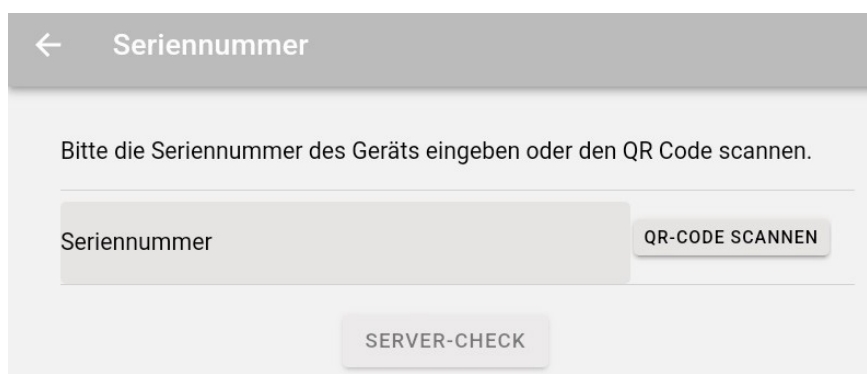 Seriennummer
Bitte die Seriennummer des Geräts eingeben oder den QR Code scannen.
Seriennummer
QR-CODE SCANNEN
SERVER-CHECK